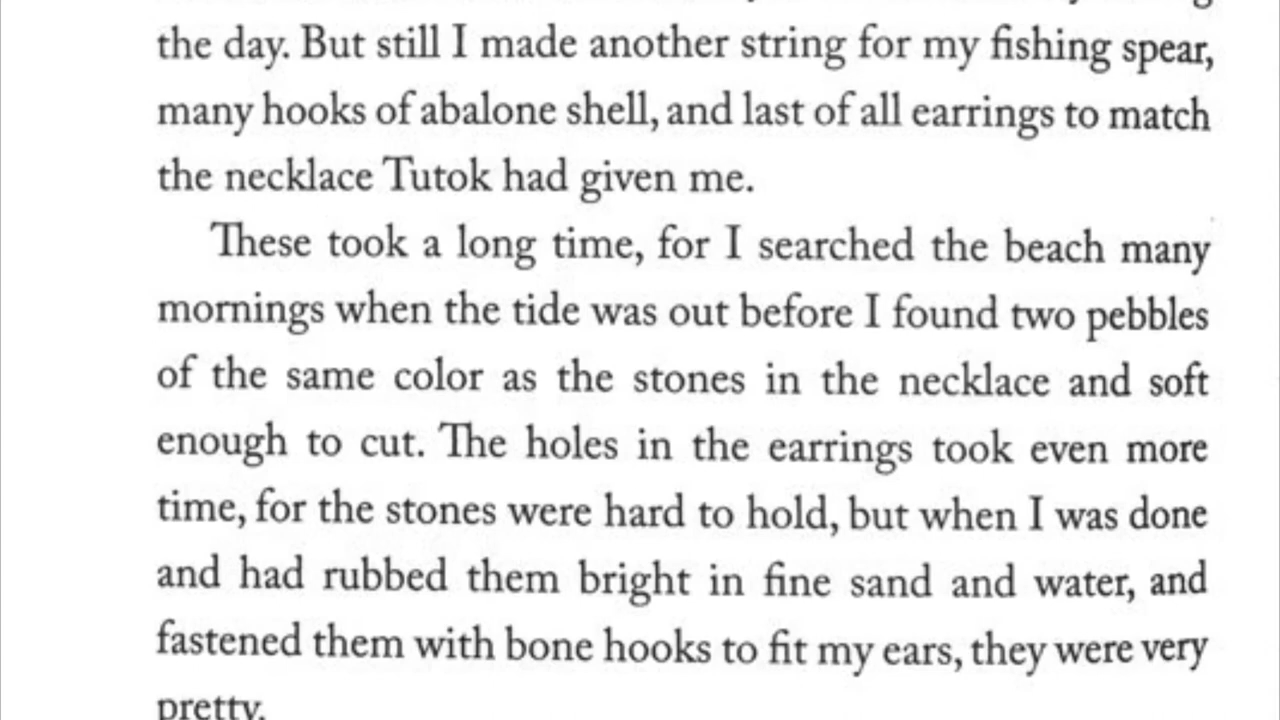 the day. But still I made another string for my fishing spear,
many hooks of abalone shell, and last of all earrings to match
the necklace Tutok had given me.
These took a long time, for I searched the beach many
mornings when the tide was out before I found two pebbles
of the same color as the stones in the necklace and soft
enough to cut. The holes in the earrings took even more
time, for the stones were hard to hold, but when I was done
and had rubbed them bright in fine sand and water, and
fastened them with bone hooks to fit my ears, they were very
pretty.